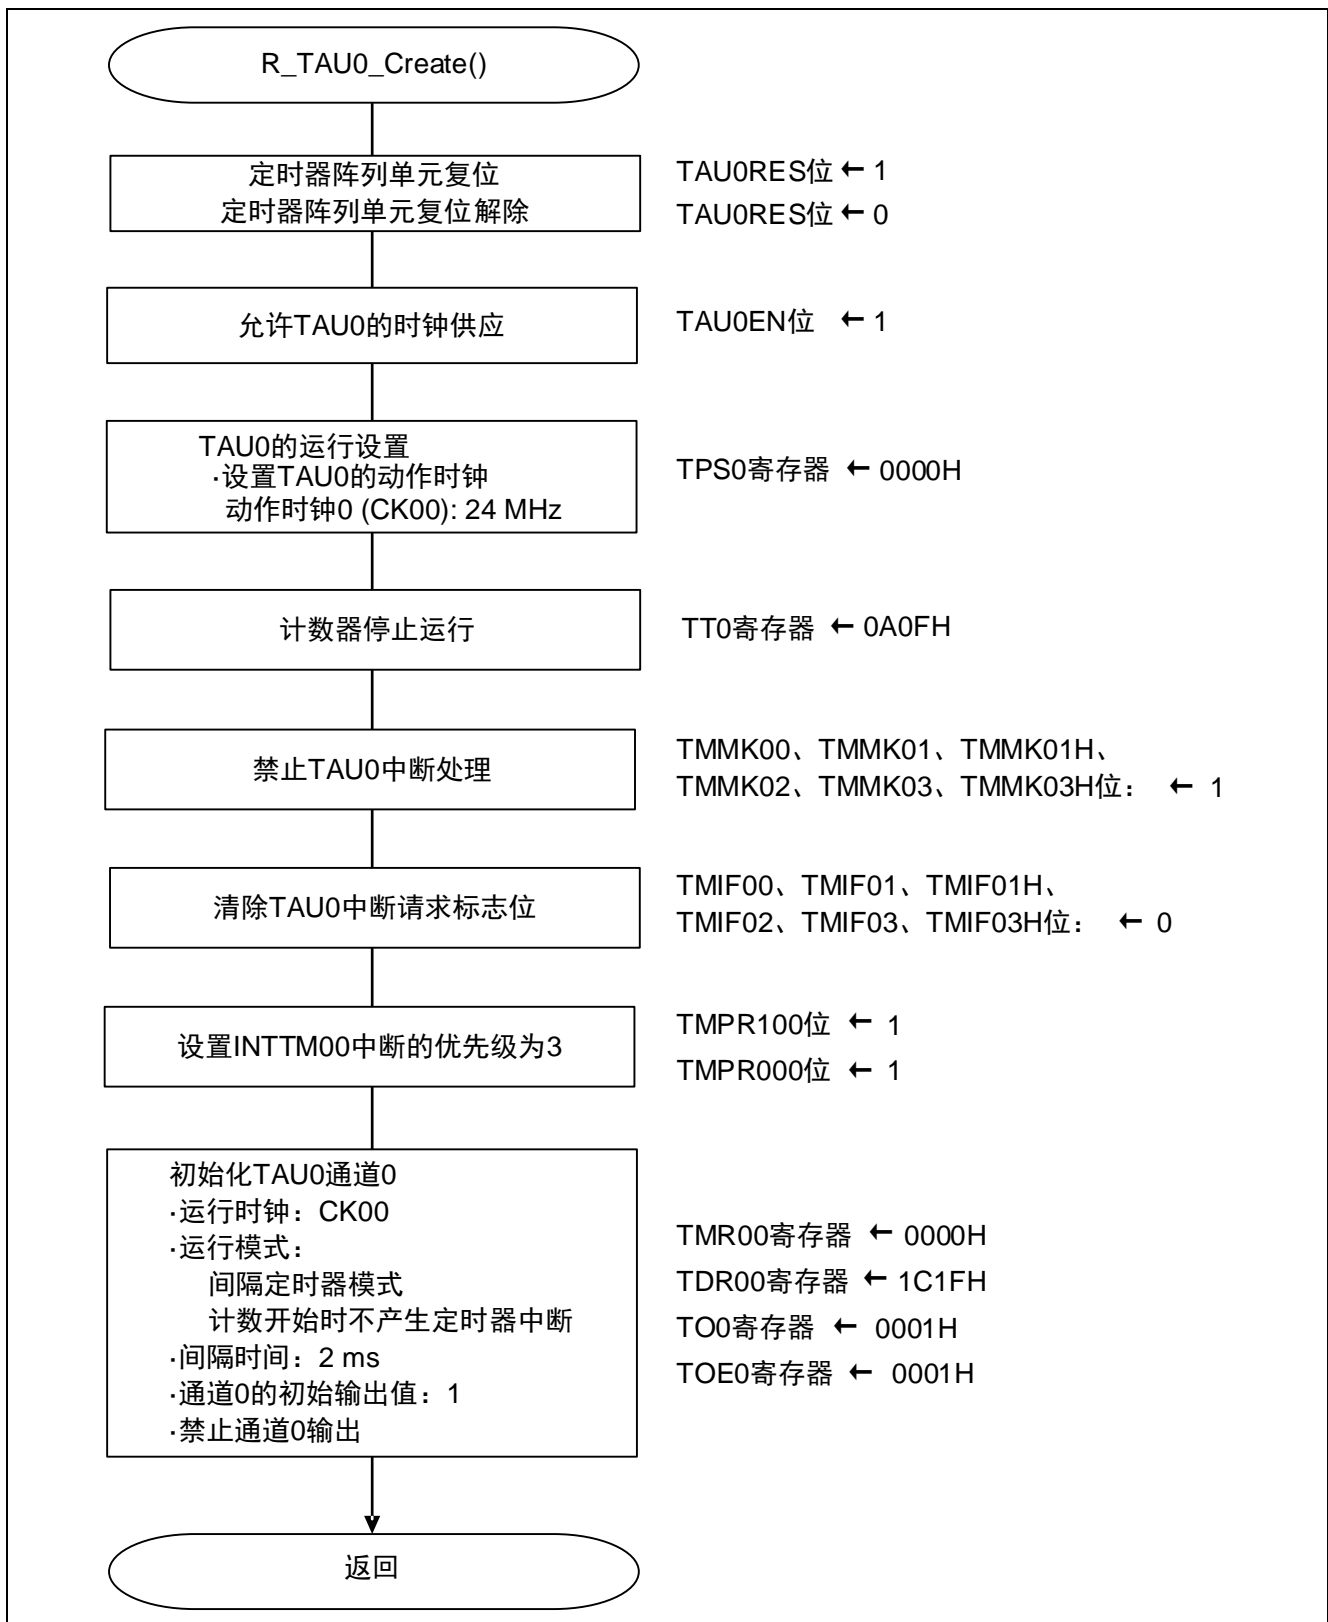 R_TAU0_Create()
定时器阵列单元复位
定时器阵列单元复位解除
TAU0RES位 ← 1
TAU0RES位 ← 0
允许TAU0的时钟供应
TAU0EN位 ← 1
TAU0的运行设置
·设置TAU0的动作时钟
动作时钟0 (CK00): 24 MHz
TPS0寄存器 ← 0000H
计数器停止运行
TT0寄存器 ← 0A0FH
禁止TAU0中断处理
TMMK00、TMMK01、TMMK01H、
TMMK02、TMMK03、TMMK03H位： ← 1
清除TAU0中断请求标志位
TMIF00、TMIF01、TMIF01H、
TMIF02、TMIF03、TMIF03H位： ← 0
设置INTTM00中断的优先级为3
TMPR100位 ← 1
TMPR000位 ← 1
初始化TAU0通道0
·运行时钟：CK00
·运行模式：
间隔定时器模式
计数开始时不产生定时器中断
·间隔时间：2 ms
·通道0的初始输出值：1
·禁止通道0输出
TMR00寄存器 ← 0000H
TDR00寄存器 ← 1C1FH
TO0寄存器 ← 0001H
TOE0寄存器 ← 0001H
返回